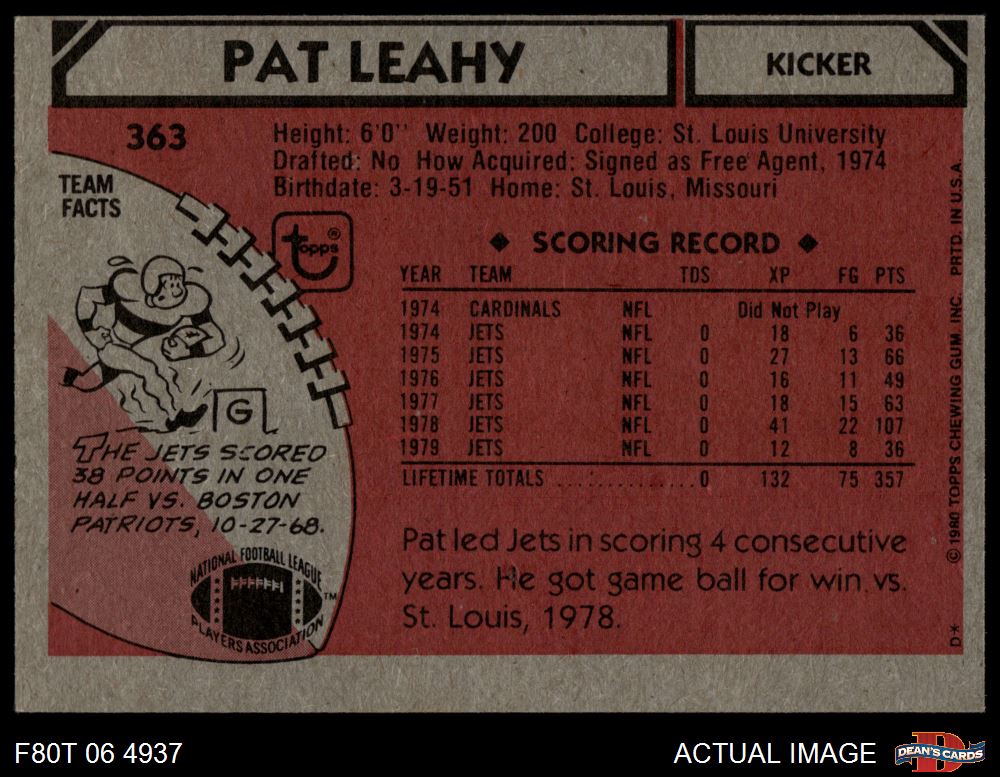 PAT LEAHY
KICKER
363
Height: 6'0" Weight: 200 College: St. Louis University
Drafted: No How Acquired: Signed as Free Agent, 1974
Birthdate: 3-19-51 Home: St. Louis, Missouri
TEAM
FACTS
Topps®
◆ SCORING RECORD ◆
YEAR TEAM TDS XP FG PTS
1974 CARDINALS NFL Did Not Play
1974 JETS NFL 0 18 6 36
1975 JETS NFL 0 27 13 66
1976 JETS NFL 0 16 11 49
1977 JETS NFL 0 18 15 63
1978 JETS NFL 0 41 22 107
1979 JETS NFL 0 12 8 36
LIFETIME TOTALS ............0 132 75 357
G
THE JETS SCORED
38 POINTS IN ONE
HALF VS. BOSTON
PATRIOTS, 10-27-68.
NATIONAL FOOTBALL LEAGUE
PLAYERS ASSOCIATION
TM
Pat led Jets in scoring 4 consecutive
years. He got game ball for win vs.
St. Louis, 1978.
D* © 1980 TOPPS CHEWING GUM, INC. PRTD. IN U.S.A.
F80T 06 4937
ACTUAL IMAGE
D
DEAN'S CARDS